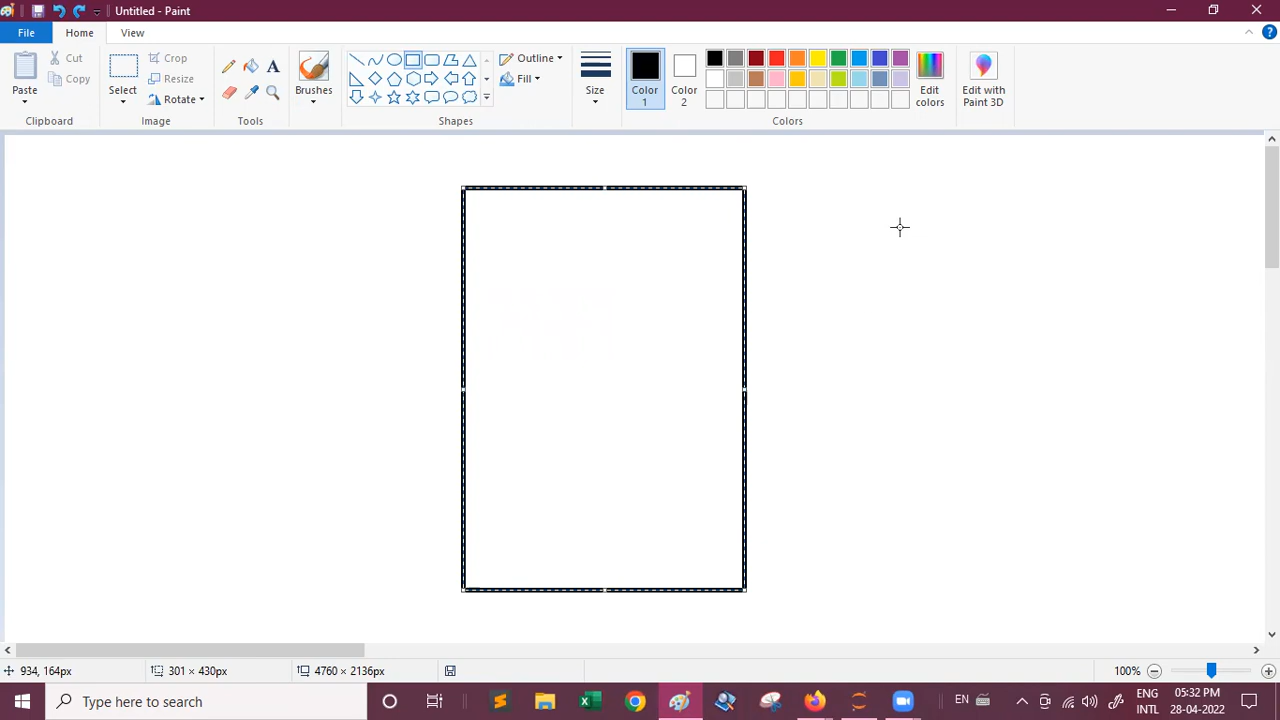 Untitled - Paint
File
Home
View
Paste
Cut
Copy
Clipboard
Select
Crop
Resize
Rotate
Image
A
Tools
Brushes
Outline
Fill
Shapes
Size
Color
1
Color
2
Edit
colors
Colors
Edit with
Paint 3D
934, 164px
301 × 430px
4760 × 2136px
100%
Type here to search
EN
ENG
INTL
05:32 PM
28-04-2022